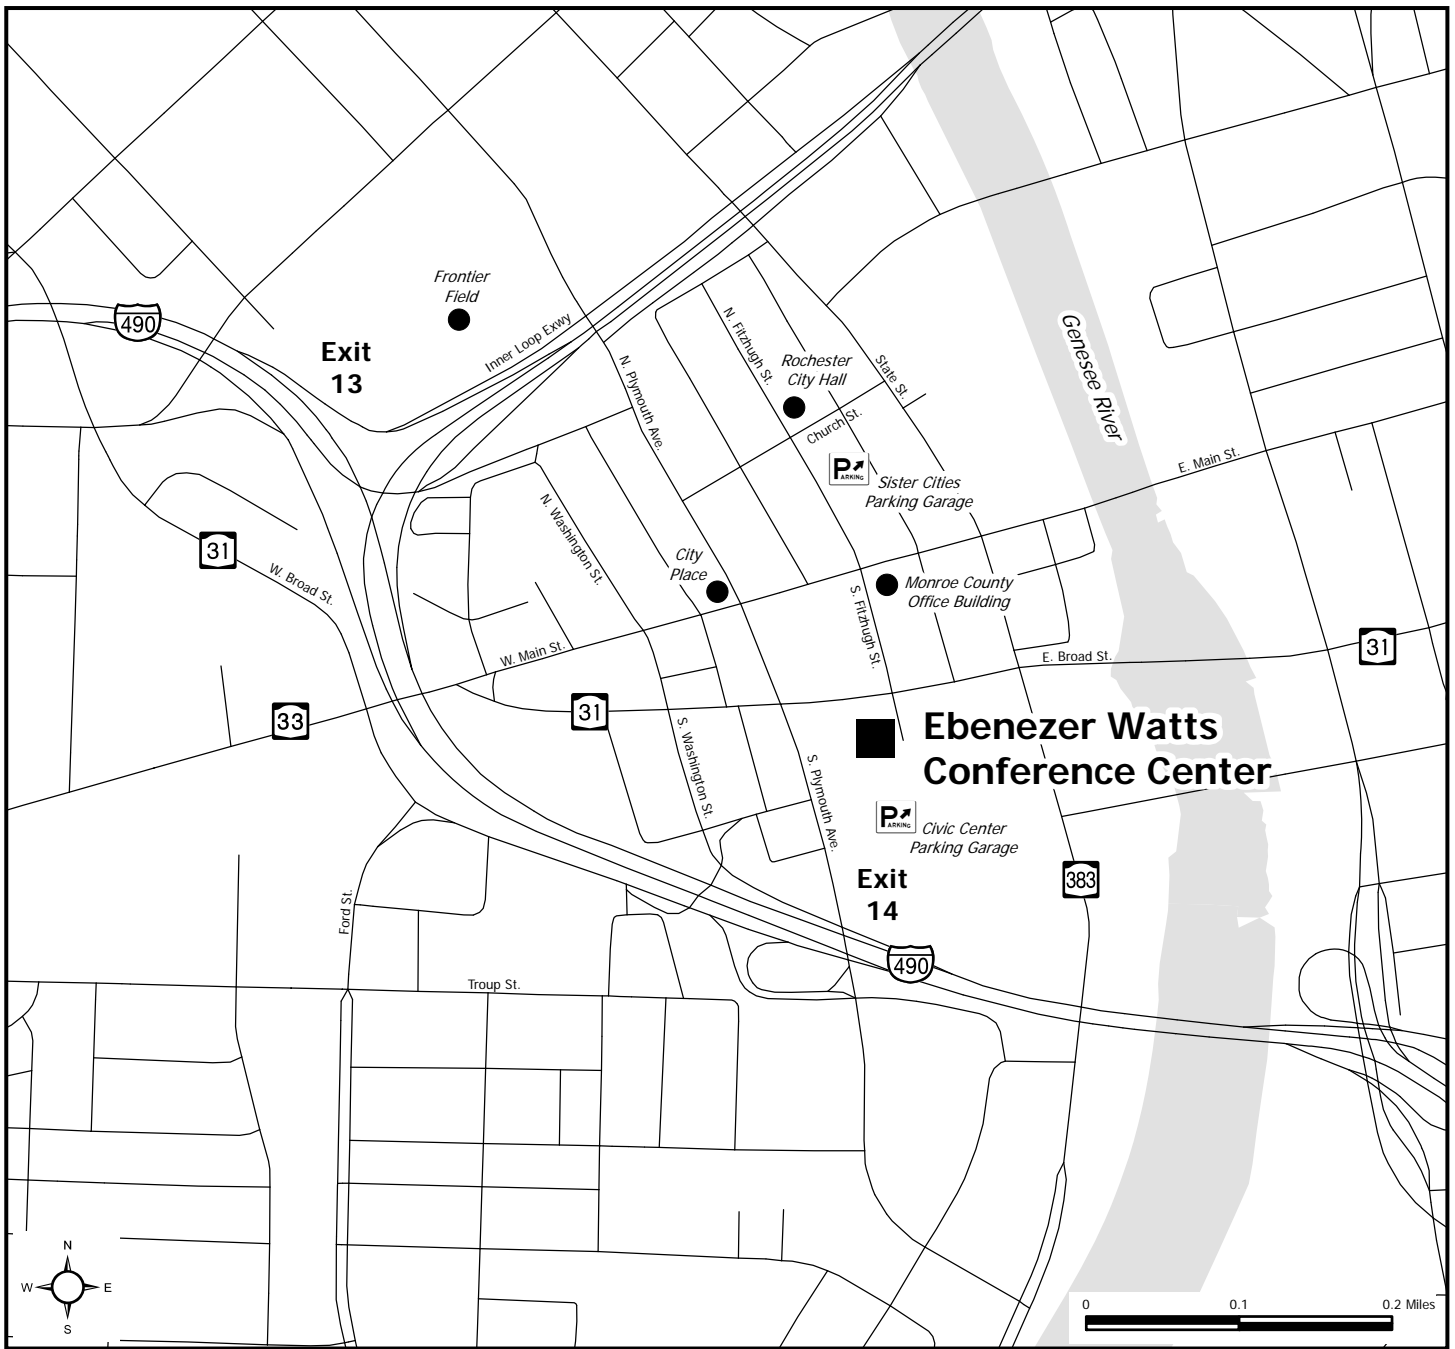 Frontier
Field
490
Exit
13
Inner Loop Exwy
N. Plymouth Ave.
N. Fitzhugh St.
Rochester
City Hall
State St.
Church St.
Genesee River
E. Main St.
PARKING
Sister Cities
Parking Garage
31
W. Broad St.
N. Washington St.
City
Place
Monroe County
Office Building
S. Fitzhugh St.
W. Main St.
E. Broad St.
31
33
31
S. Washington St.
Ebenezer Watts
Conference Center
S. Plymouth Ave.
PARKING
Civic Center
Parking Garage
Exit
14
383
Ford St.
490
Troup St.
N
W
E
S
0
0.1
0.2 Miles